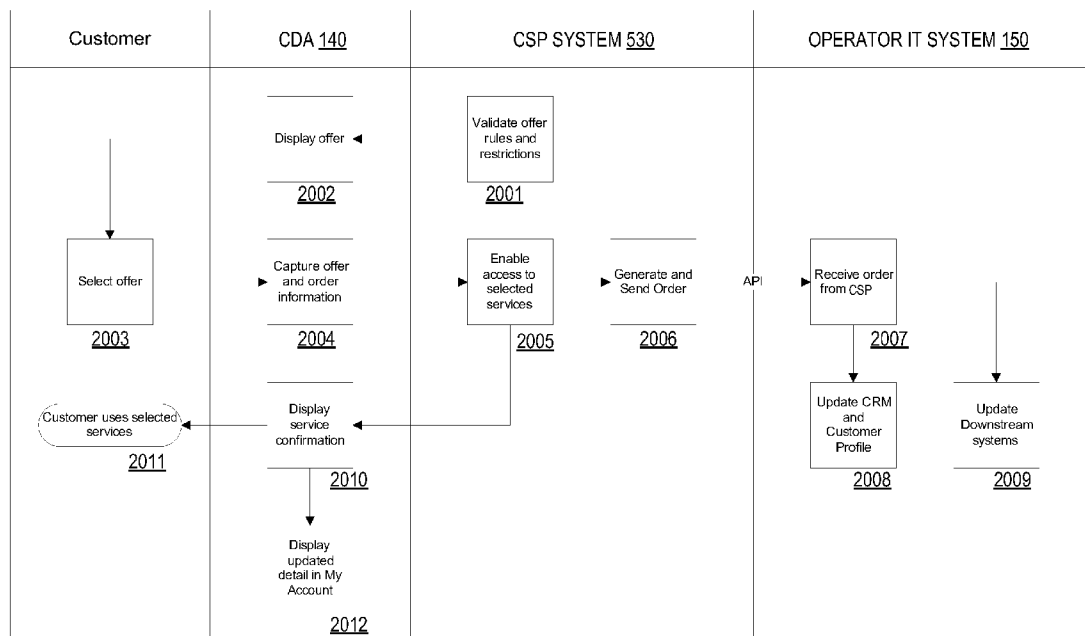 Customer
CDA 140
CSP SYSTEM 530
OPERATOR IT SYSTEM 150
Display offer
2002
Validate offer
rules and
restrictions
2001
Select offer
2003
Capture offer
and order
information
2004
Enable
access to
selected
services
2005
Generate and
Send Order
2006
API
Receive order
from CSP
2007
Customer uses selected
services
2011
Display
service
confirmation
2010
Update CRM
and
Customer
Profile
2008
Update
Downstream
systems
2009
Display
updated
detail in My
Account
2012